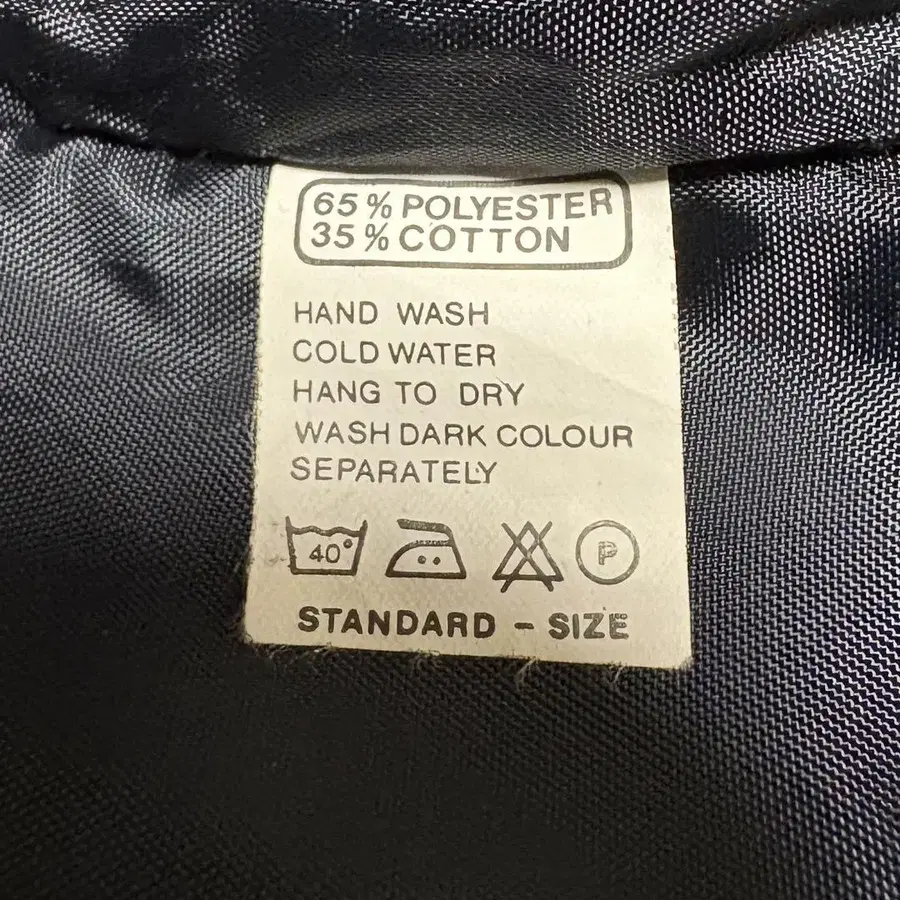 65% POLYESTER
35% COTTON
HAND WASH
COLD WATER
HANG TO DRY
WASH DARK COLOUR
SEPARATELY
40° P
STANDARD - SIZE